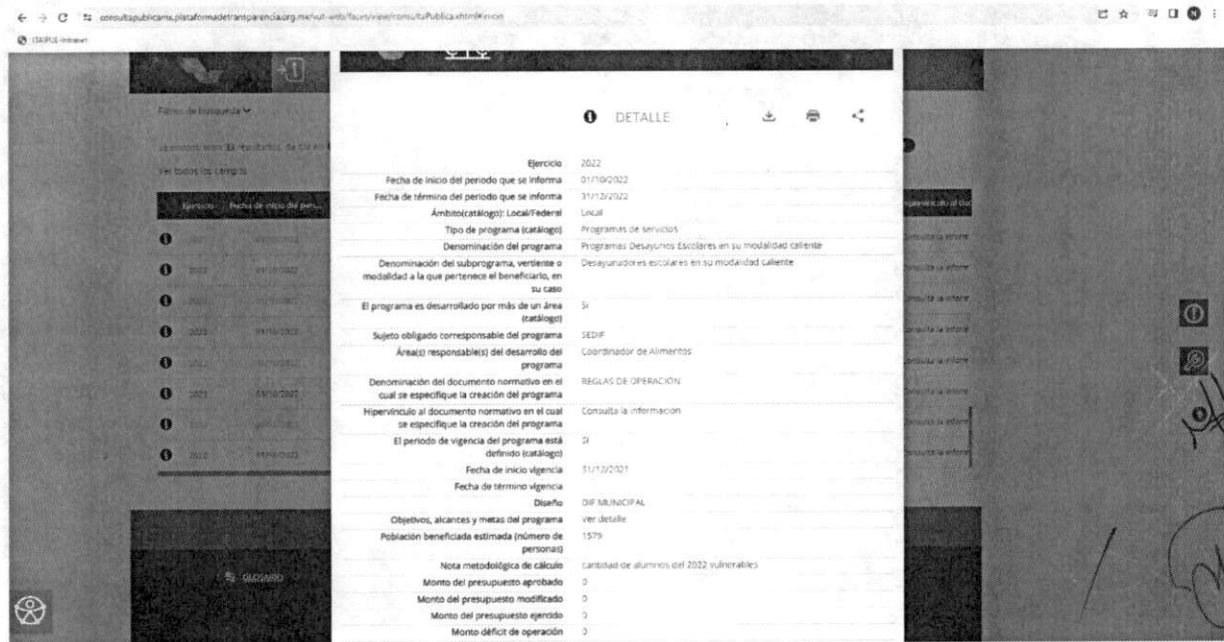 consultapublicamx.plataformadetransparencia.org.mx/vut-web/faces/view/consultaPublica.xhtml#inicio
ITAIPUE-Intranet
Filtros de búsqueda
Ver todos los campos
Ejercicio Fecha de inicio del peri...
DETALLE
Ejercicio 2022
Fecha de inicio del periodo que se informa 01/10/2022
Fecha de término del periodo que se informa 31/12/2022
Ámbito(catálogo): Local/Federal Local
Tipo de programa (catálogo) Programas de servicios
Denominación del programa Programas Desayunos Escolares en su modalidad caliente
Denominación del subprograma, vertiente o Desayunadores escolares en su modalidad caliente
modalidad a la que pertenece el beneficiario, en
su caso
El programa es desarrollado por más de un área Si
(catálogo)
Sujeto obligado corresponsable del programa SEDIF
Área(s) responsable(s) del desarrollo del Coordinador de Alimentos
programa
Denominación del documento normativo en el REGLAS DE OPERACIÓN
cual se especifique la creación del programa
Hipervínculo al documento normativo en el cual Consulta la información
se especifique la creación del programa
El periodo de vigencia del programa está Si
definido (catálogo)
Fecha de inicio vigencia 31/12/2021
Fecha de término vigencia
Diseño DIF MUNICIPAL
Objetivos, alcances y metas del programa Ver detalle
Población beneficiada estimada (número de 1579
personas)
Nota metodológica de cálculo cantidad de alumnos del 2022 vulnerables
Monto del presupuesto aprobado 0
Monto del presupuesto modificado 0
Monto del presupuesto ejercido 0
Monto déficit de operación 0
GLOSARIO